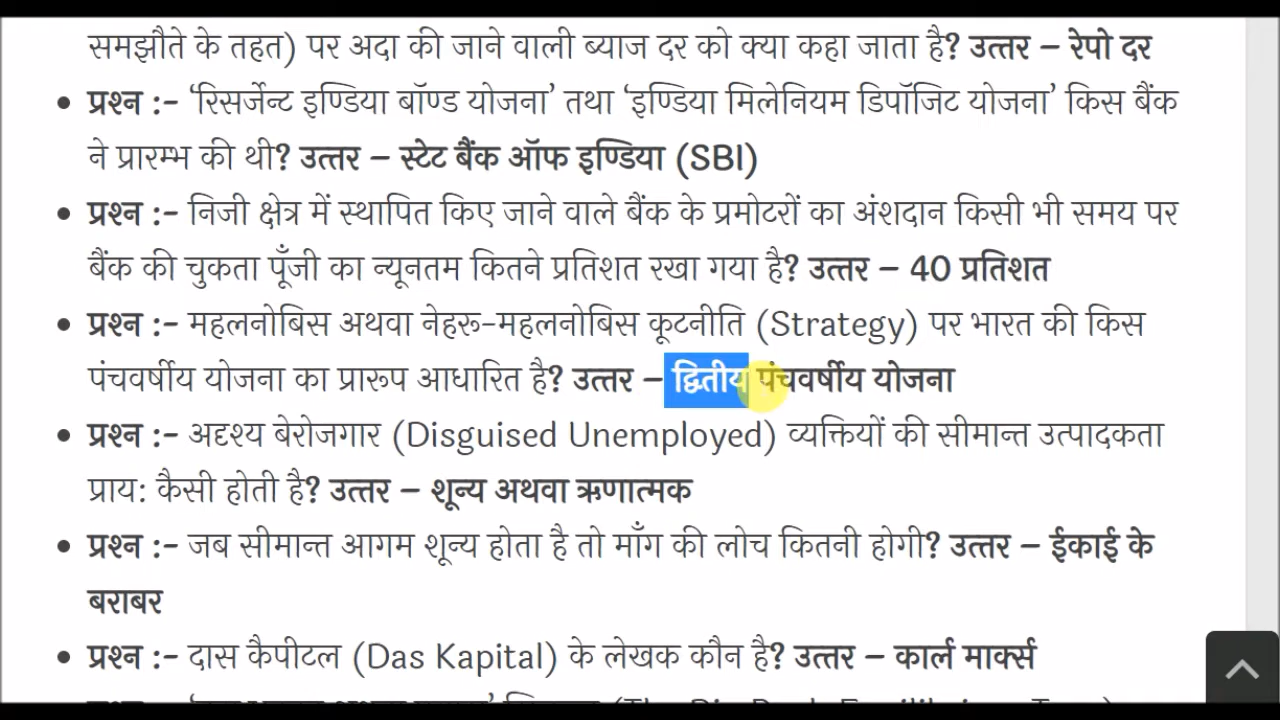 समझौते के तहत) पर अदा की जाने वाली ब्याज दर को क्या कहा जाता है? उत्तर – रेपो दर
• प्रश्न :- ‘रिसर्जेन्ट इण्डिया बॉण्ड योजना’ तथा ‘इण्डिया मिलेनियम डिपॉजिट योजना’ किस बैंक
ने प्रारम्भ की थी? उत्तर – स्टेट बैंक ऑफ इण्डिया (SBI)
• प्रश्न :- निजी क्षेत्र में स्थापित किए जाने वाले बैंक के प्रमोटरों का अंशदान किसी भी समय पर
बैंक की चुकता पूँजी का न्यूनतम कितने प्रतिशत रखा गया है? उत्तर – 40 प्रतिशत
• प्रश्न :- महलनोबिस अथवा नेहरू-महलनोबिस कूटनीति (Strategy) पर भारत की किस
पंचवर्षीय योजना का प्रारूप आधारित है? उत्तर – द्वितीय पंचवर्षीय योजना
• प्रश्न :- अदृश्य बेरोजगार (Disguised Unemployed) व्यक्तियों की सीमान्त उत्पादकता
प्राय: कैसी होती है? उत्तर – शून्य अथवा ऋणात्मक
• प्रश्न :- जब सीमान्त आगम शून्य होता है तो माँग की लोच कितनी होगी? उत्तर – ईकाई के
बराबर
• प्रश्न :- दास कैपीटल (Das Kapital) के लेखक कौन है? उत्तर – कार्ल मार्क्स